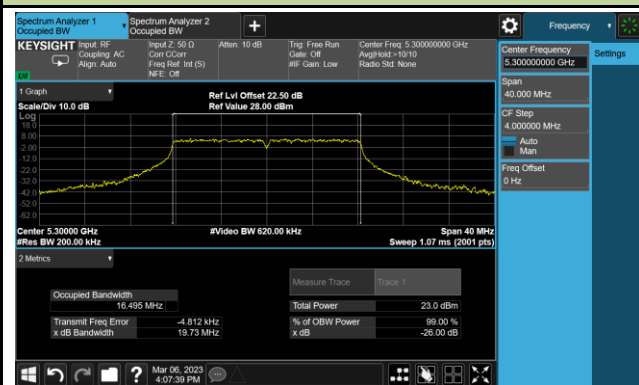 Spectrum Analyzer 1
Occupied BW
Spectrum Analyzer 2
Occupied BW
+
Frequency
KEYSIGHT
Input: RF
Coupling: AC
Align: Auto
Input Z: 50 Ω
Corr CCorr
Freq Ref: Int (S)
NFE: Off
Atten: 10 dB
Trig: Free Run
Gate: Off
#IF Gain: Low
Center Freq: 5.300000000 GHz
Avg|Hold:>10/10
Radio Std: None
Center Frequency
5.300000000 GHz
Settings
Span
40.000 MHz
CF Step
4.000000 MHz
Auto
Man
Freq Offset
0 Hz
1 Graph
Scale/Div 10.0 dB
Ref Lvl Offset 22.50 dB
Ref Value 28.00 dBm
Log
18.0
8.00
-2.00
-12.0
-22.0
-32.0
-42.0
-52.0
-62.0
Center 5.30000 GHz
#Res BW 200.00 kHz
#Video BW 620.00 kHz
Span 40 MHz
Sweep 1.07 ms (2001 pts)
2 Metrics
Measure Trace
Trace 1
Occupied Bandwidth
16.495 MHz
Total Power
23.0 dBm
Transmit Freq Error
-4.812 kHz
% of OBW Power
99.00 %
x dB Bandwidth
19.73 MHz
x dB
-26.00 dB
?
Mar 06, 2023
4:07:39 PM